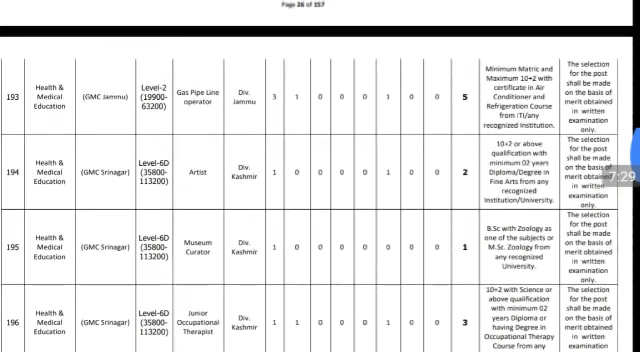 Page 26 of 157
193 Health & Medical Education (GMC Jammu) Level-2 (19900-63200) Gas Pipe Line operator Div. Jammu 3 1 0 0 0 1 0 0 5 Minimum Matric and Maximum 10+2 with certificate in Air Conditioner and Refrigeration Course from ITI/any recognized Institution. The selection for the post shall be made on the basis of merit obtained in written examination only.
194 Health & Medical Education (GMC Srinagar) Level-6D (35800-113200) Artist Div. Kashmir 1 0 0 0 0 1 0 0 2 10+2 or above qualification with minimum 02 years Diploma/Degree in Fine Arts from any recognized Institution/University. The selection for the post shall be made on the basis of merit obtained in written examination only.
7:29
195 Health & Medical Education (GMC Srinagar) Level-6D (35800-113200) Museum Curator Div. Kashmir 1 0 0 0 0 0 0 0 1 B.Sc with Zoology as one of the subjects or M.Sc. Zoology from any recognized University. The selection for the post shall be made on the basis of merit obtained in written examination only.
196 Health & Medical Education (GMC Srinagar) Level-6D (35800-113200) Junior Occupational Therapist Div. Kashmir 1 1 0 0 0 1 0 0 3 10+2 with Science or above qualification with minimum 02 years Diploma or having Degree in Occupational Therapy Course from any The selection for the post shall be made on the basis of merit obtained in written examination